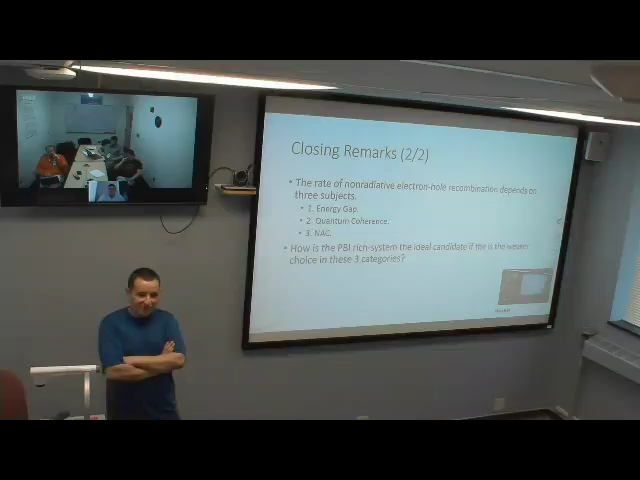 Closing Remarks (2/2)
• The rate of nonradiative electron-hole recombination depends on
three subjects.
• 1. Energy Gap.
• 2. Quantum Coherence.
• 3. NAC.
• How is the PBI rich-system the ideal candidate if the is the weaker
choice in these 3 categories?